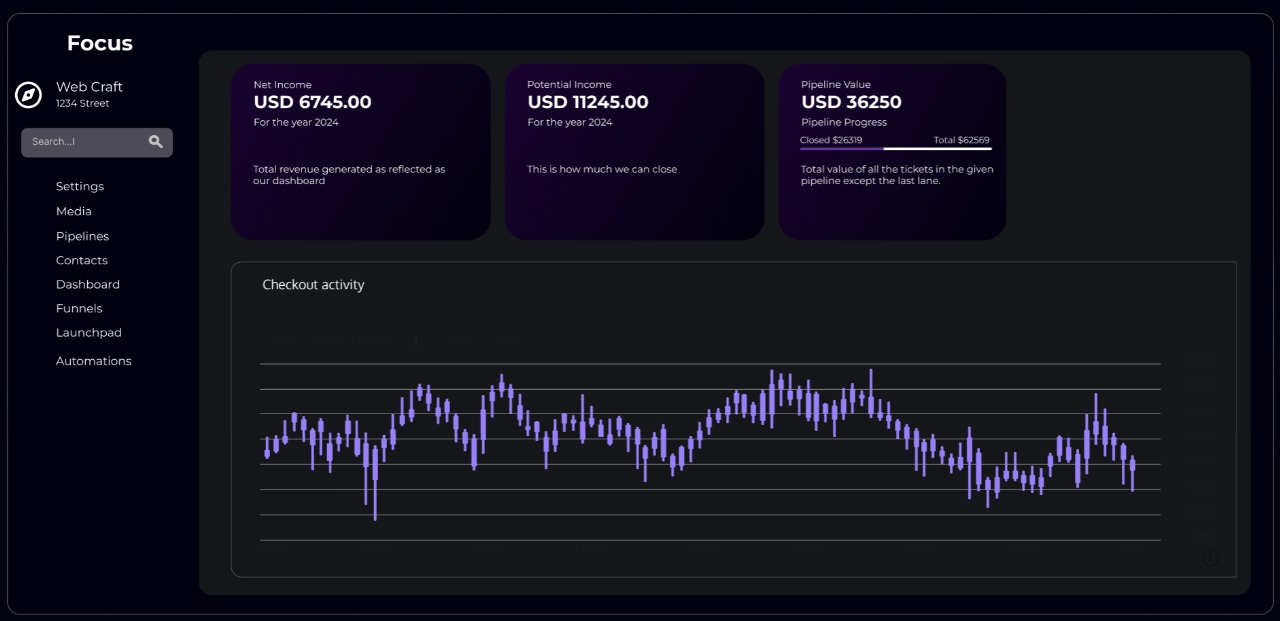 Focus
Web Craft
1234 Street
Search...I
Settings
Media
Pipelines
Contacts
Dashboard
Funnels
Launchpad
Automations
Net Income
USD 6745.00
For the year 2024
Total revenue generated as reflected as
our dashboard
Potential Income
USD 11245.00
For the year 2024
This is how much we can close
Pipeline Value
USD 36250
Pipeline Progress
Closed $26319 Total $62569
Total value of all the tickets in the given
pipeline except the last lane.
Checkout activity